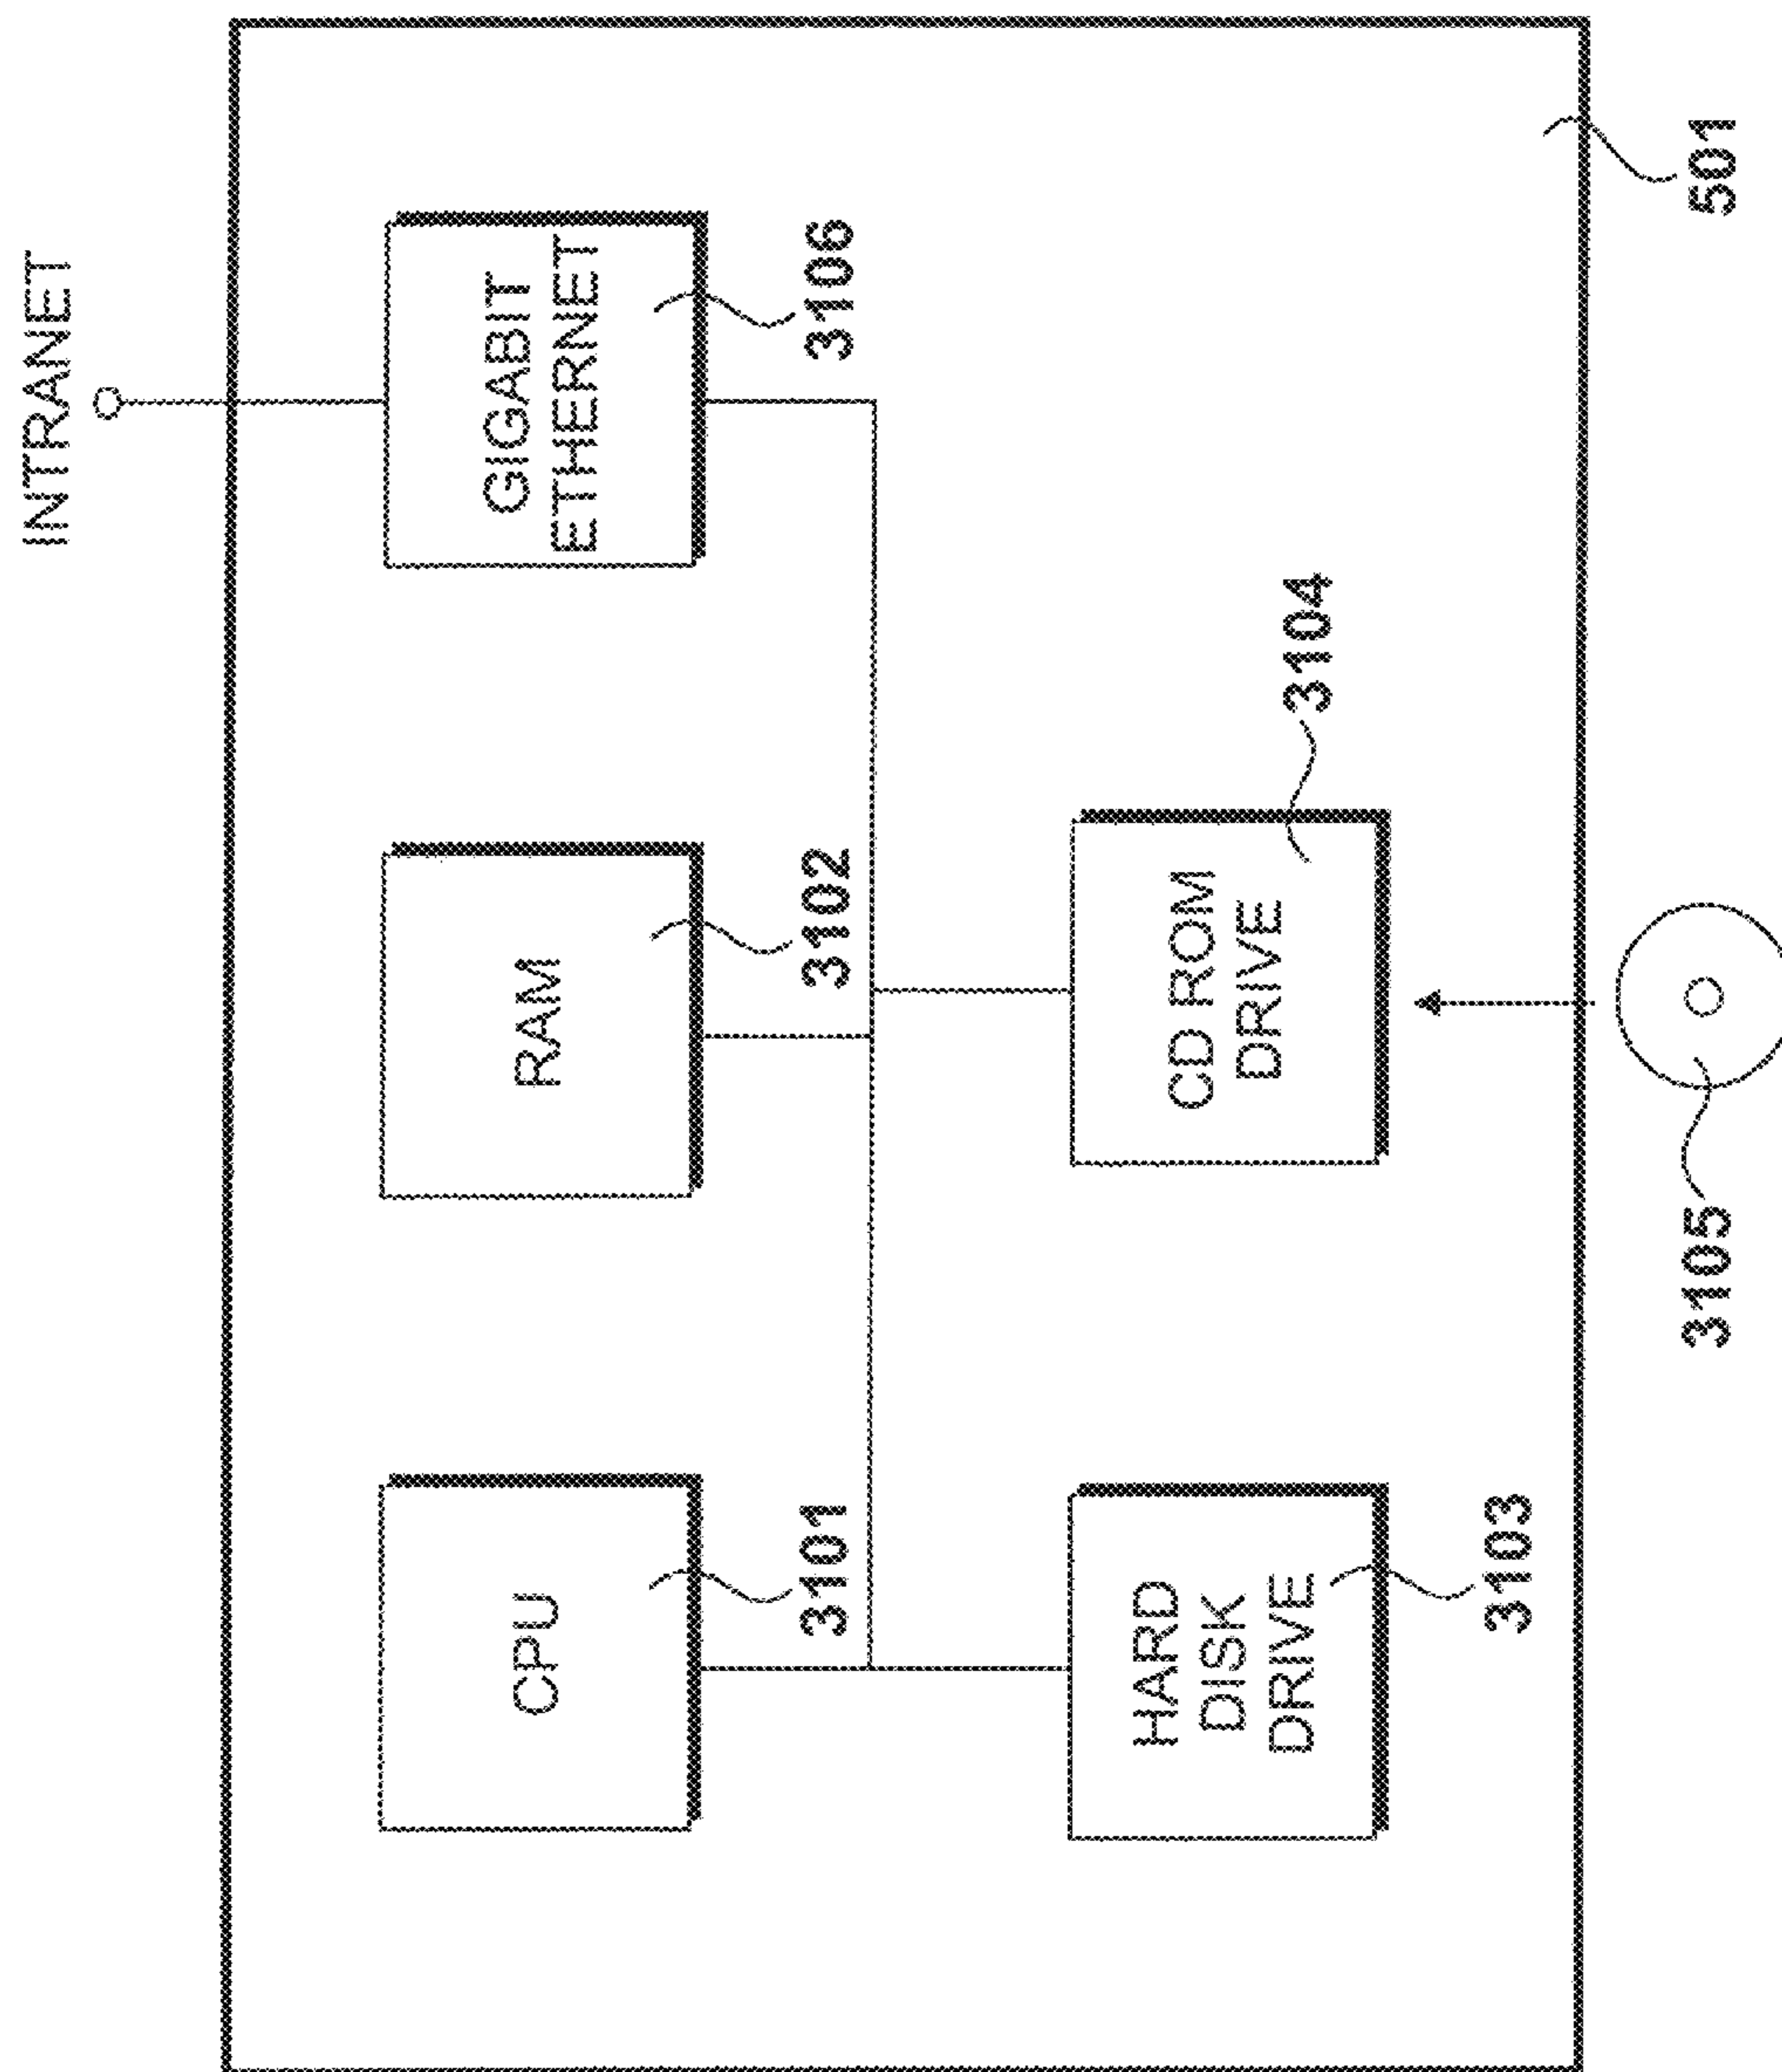 INTRANET
CPU
3101
RAM
3102
GIGABIT
ETHERNET
3106
HARD
DISK
DRIVE
3103
CD ROM
DRIVE
3104
3105
501